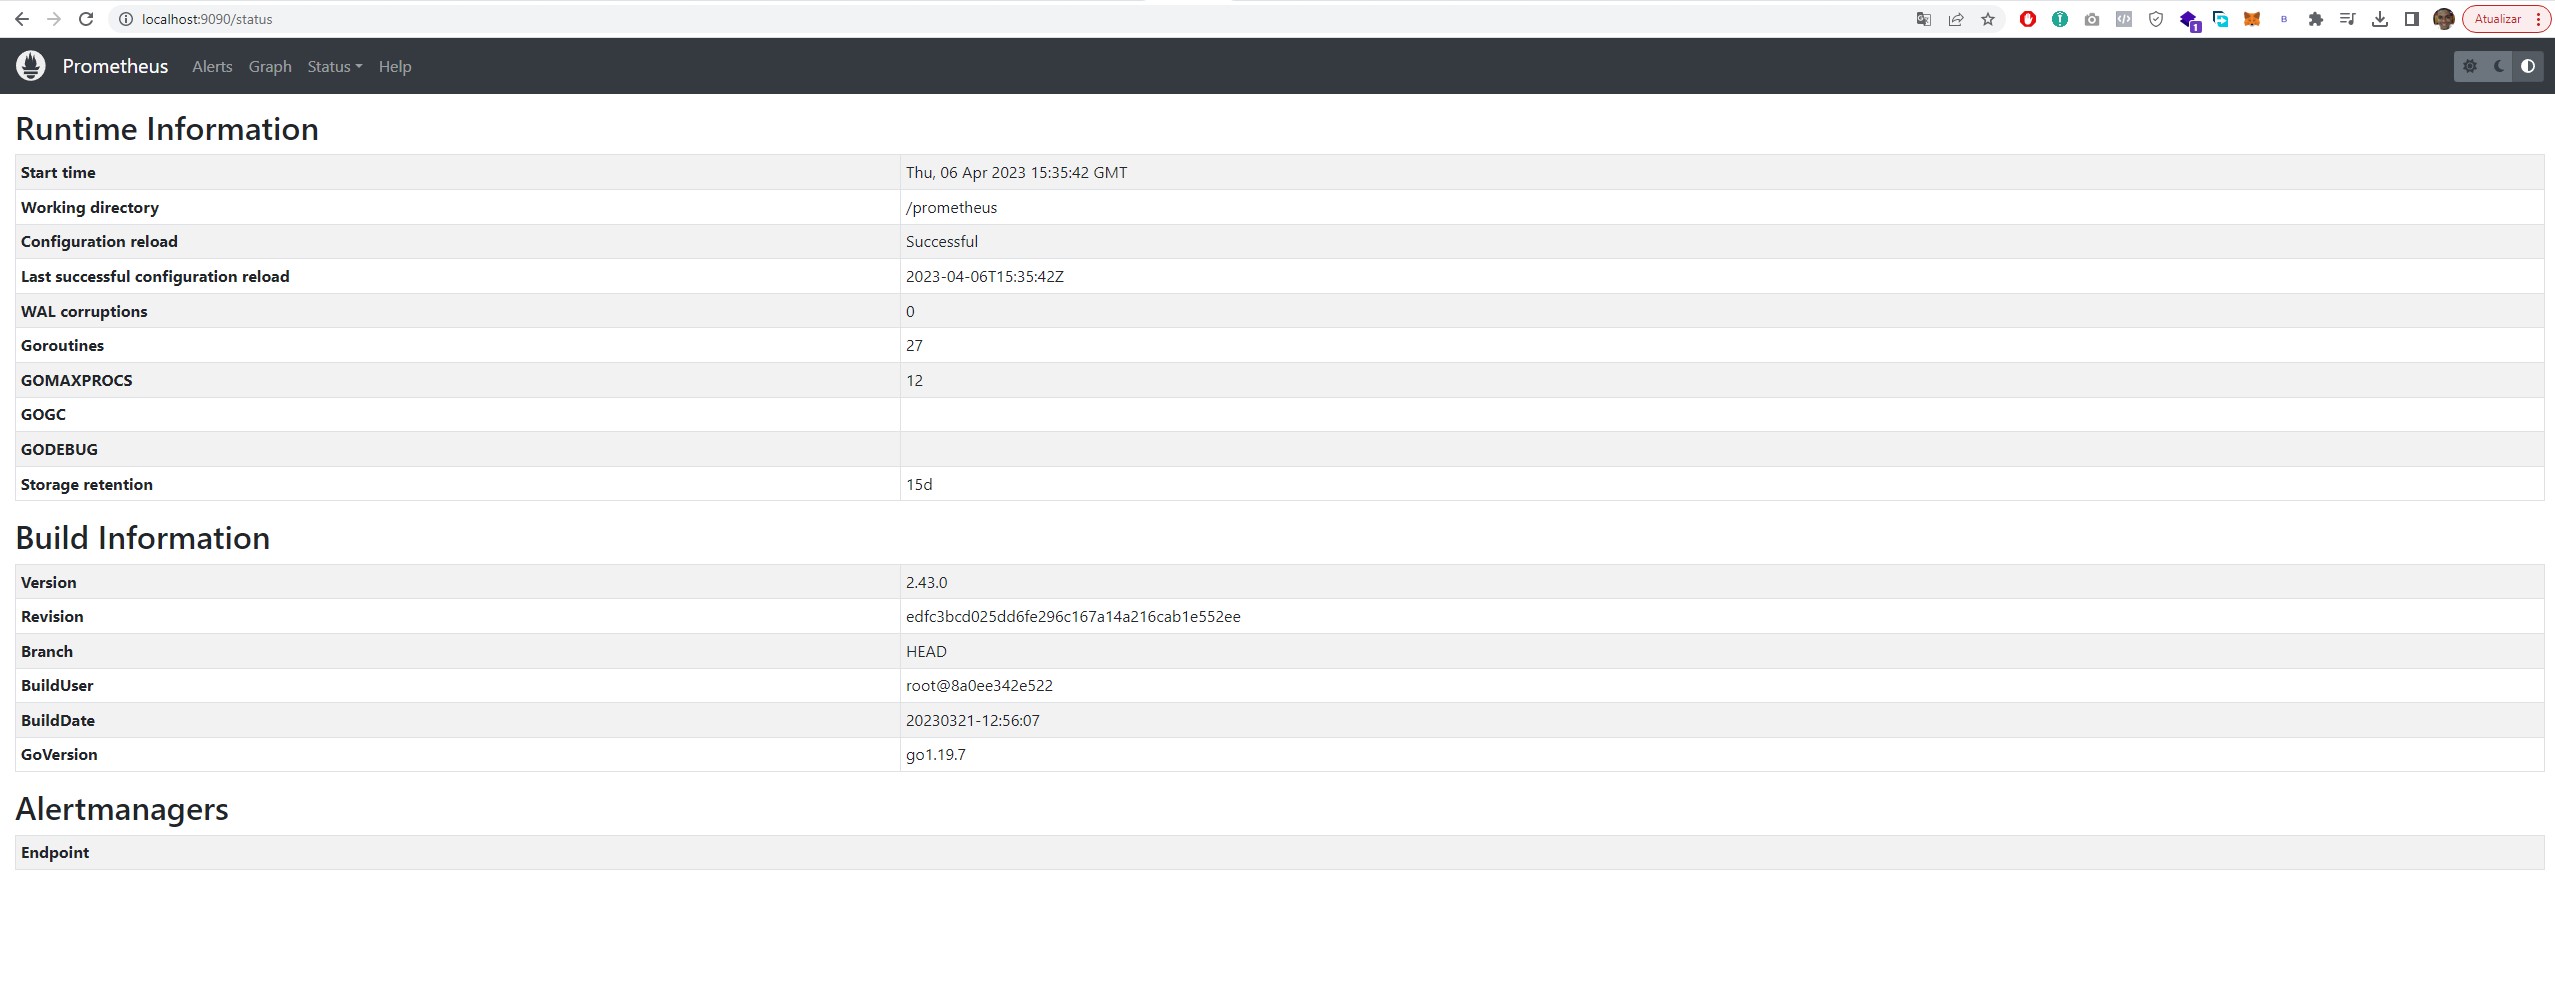 localhost:9090/status
Atualizar
1
B
Prometheus Alerts Graph Status Help
Runtime Information
Start time Thu, 06 Apr 2023 15:35:42 GMT
Working directory /prometheus
Configuration reload Successful
Last successful configuration reload 2023-04-06T15:35:42Z
WAL corruptions 0
Goroutines 27
GOMAXPROCS 12
GOGC
GODEBUG
Storage retention 15d
Build Information
Version 2.43.0
Revision edfc3bcd025dd6fe296c167a14a216cab1e552ee
Branch HEAD
BuildUser root@8a0ee342e522
BuildDate 20230321-12:56:07
GoVersion go1.19.7
Alertmanagers
Endpoint